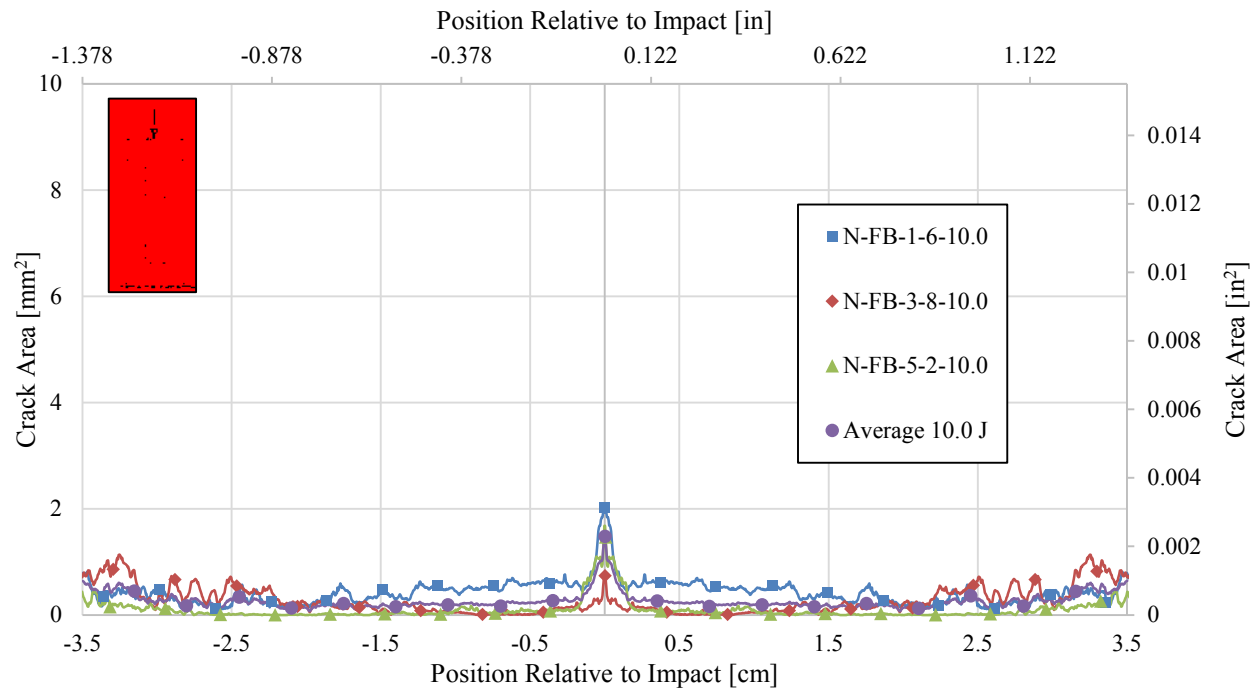 Position Relative to Impact [in]
-1.378 -0.878 -0.378 0.122 0.622 1.122
10
8
6
4
2
0
Crack Area [mm²]
N-FB-1-6-10.0
N-FB-3-8-10.0
N-FB-5-2-10.0
Average 10.0 J
0.014
0.012
0.01
0.008
0.006
0.004
0.002
0
Crack Area [in²]
-3.5 -2.5 -1.5 -0.5 0.5 1.5 2.5 3.5
Position Relative to Impact [cm]